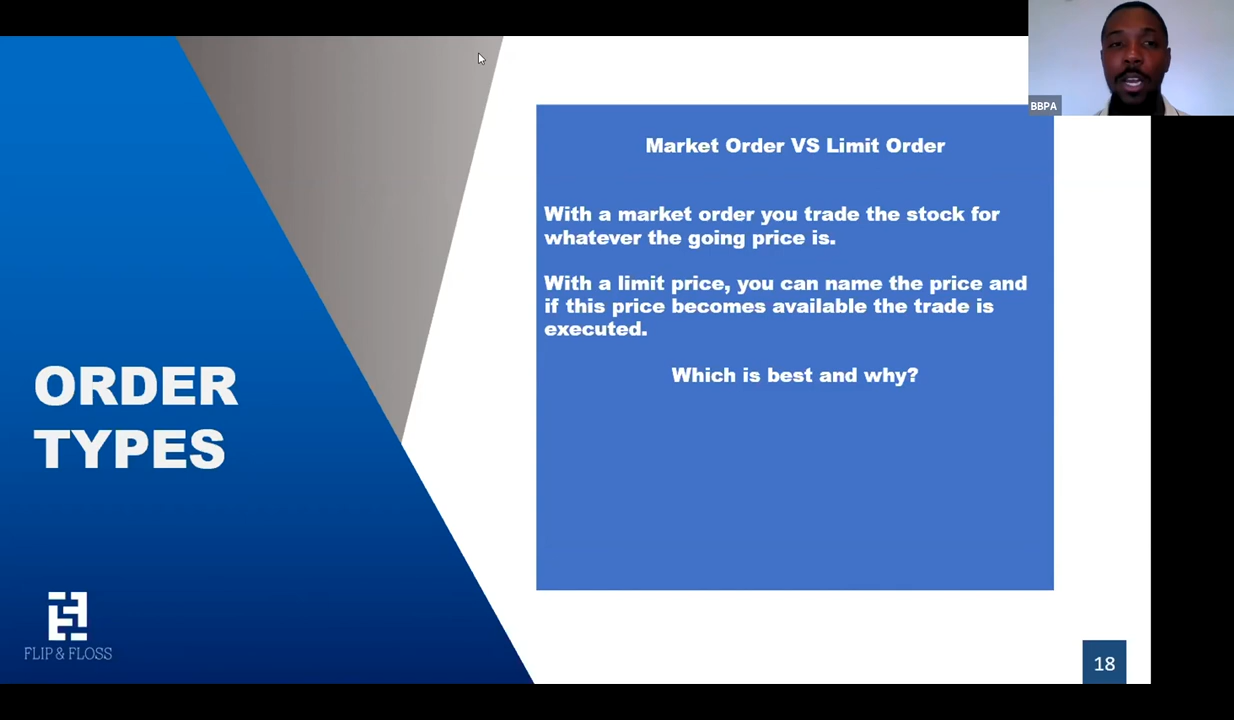 BBPA
Market Order VS Limit Order
With a market order you trade the stock for
whatever the going price is.
With a limit price, you can name the price and
if this price becomes available the trade is
executed.
Which is best and why?
ORDER
TYPES
FLIP & FLOSS
18